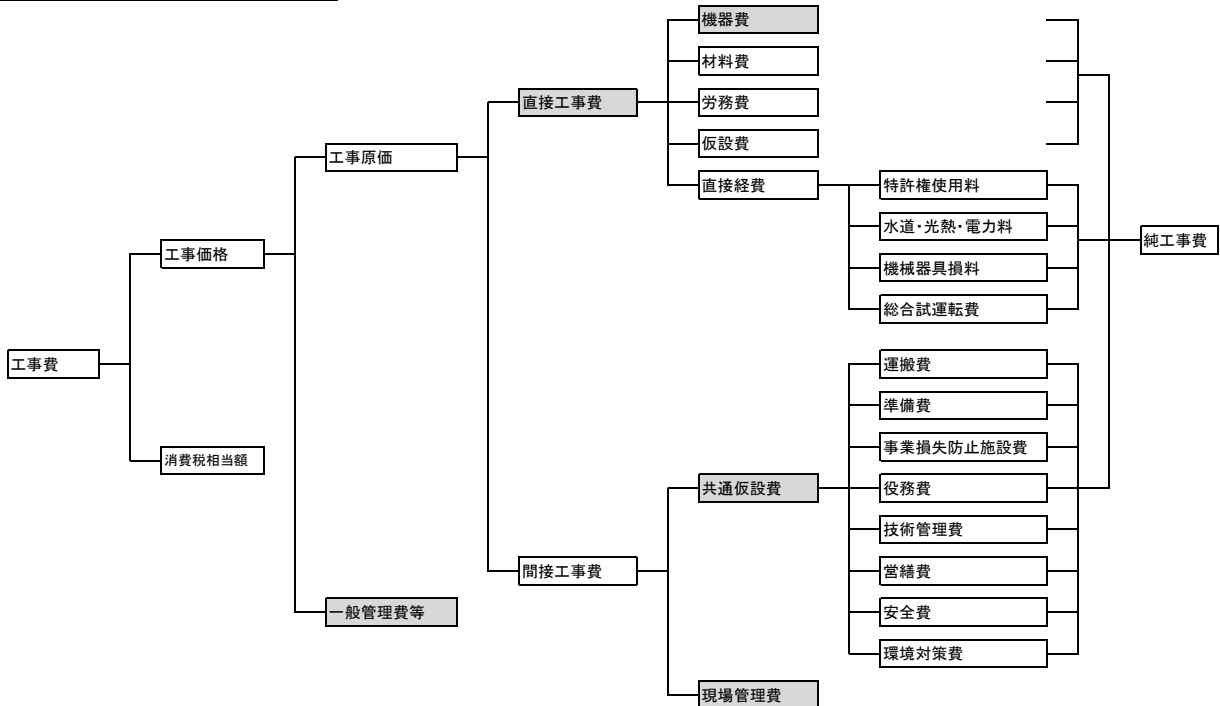 機器費
材料費
直接工事費
労務費
仮設費
工事原価
直接経費
特許権使用料
水道・光熱・電力料
純工事費
工事価格
機械器具損料
総合試運転費
工事費
運搬費
準備費
事業損失防止施設費
消費税相当額
共通仮設費
役務費
技術管理費
間接工事費
営繕費
一般管理費等
安全費
環境対策費
現場管理費